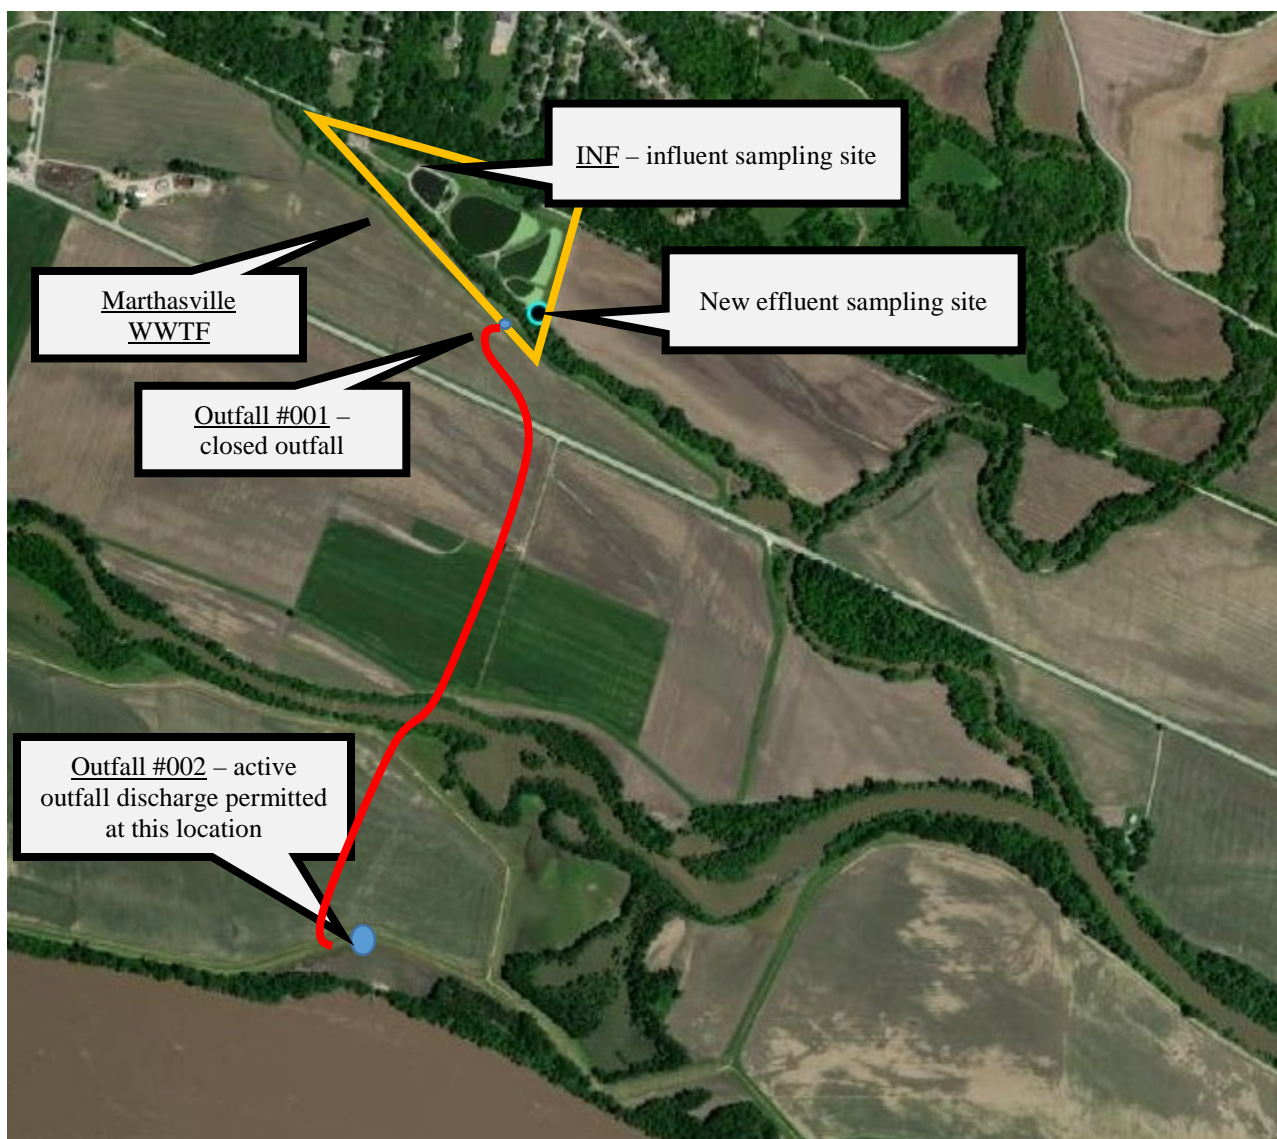 INF – influent sampling site
New effluent sampling site
Marthasville
WWTF
Outfall #001 –
closed outfall
Outfall #002 – active
outfall discharge permitted
at this location